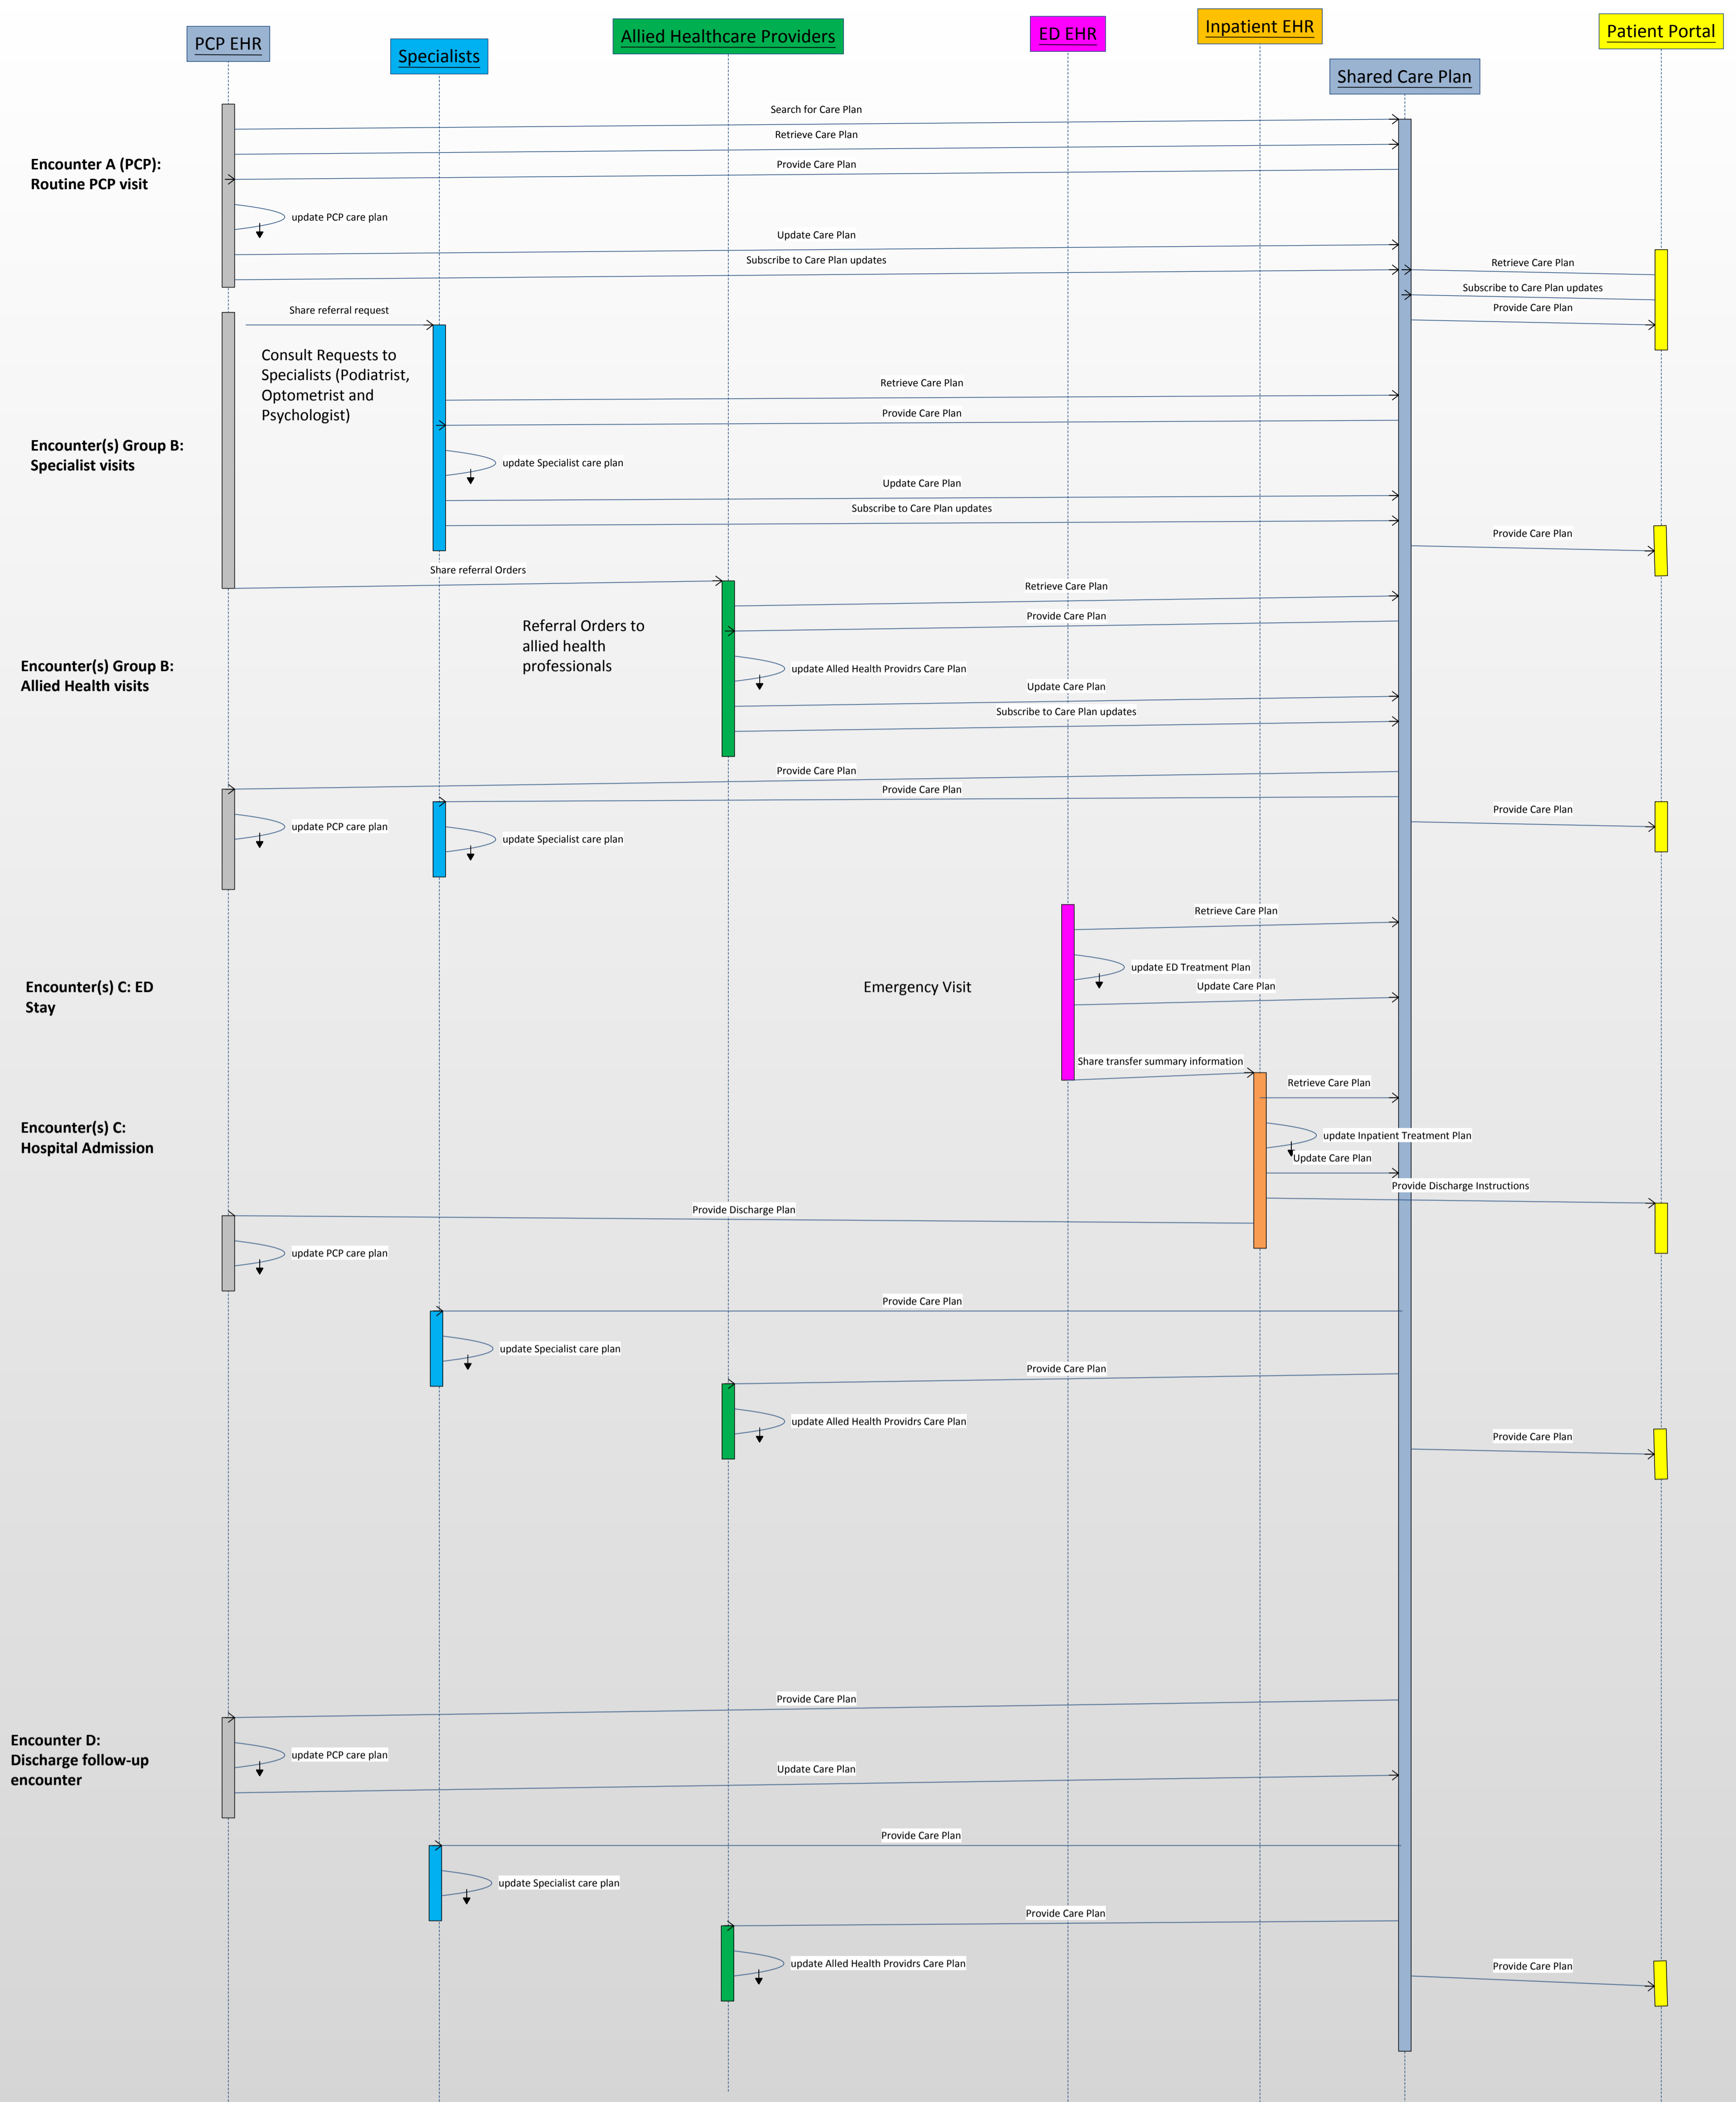 PCP EHR
Specialists
Allied Healthcare Providers
ED EHR
Inpatient EHR
Shared Care Plan
Patient Portal
Search for Care Plan
Retrieve Care Plan
Encounter A (PCP):
Routine PCP visit
Provide Care Plan
update PCP care plan
Update Care Plan
Subscribe to Care Plan updates
Retrieve Care Plan
Subscribe to Care Plan updates
Provide Care Plan
Share referral request
Consult Requests to
Specialists (Podiatrist,
Optometrist and
Psychologist)
Retrieve Care Plan
Provide Care Plan
Encounter(s) Group B:
Specialist visits
update Specialist care plan
Update Care Plan
Subscribe to Care Plan updates
Provide Care Plan
Share referral Orders
Retrieve Care Plan
Provide Care Plan
Referral Orders to
allied health
professionals
Encounter(s) Group B:
Allied Health visits
update Alled Health Providrs Care Plan
Update Care Plan
Subscribe to Care Plan updates
Provide Care Plan
Provide Care Plan
Provide Care Plan
update PCP care plan
update Specialist care plan
Retrieve Care Plan
update ED Treatment Plan
Encounter(s) C: ED
Stay
Emergency Visit
Update Care Plan
Share transfer summary information
Retrieve Care Plan
Encounter(s) C:
Hospital Admission
update Inpatient Treatment Plan
Update Care Plan
Provide Discharge Instructions
Provide Discharge Plan
update PCP care plan
Provide Care Plan
update Specialist care plan
Provide Care Plan
update Alled Health Providrs Care Plan
Provide Care Plan
Provide Care Plan
Encounter D:
Discharge follow-up
encounter
update PCP care plan
Update Care Plan
Provide Care Plan
update Specialist care plan
Provide Care Plan
update Alled Health Providrs Care Plan
Provide Care Plan